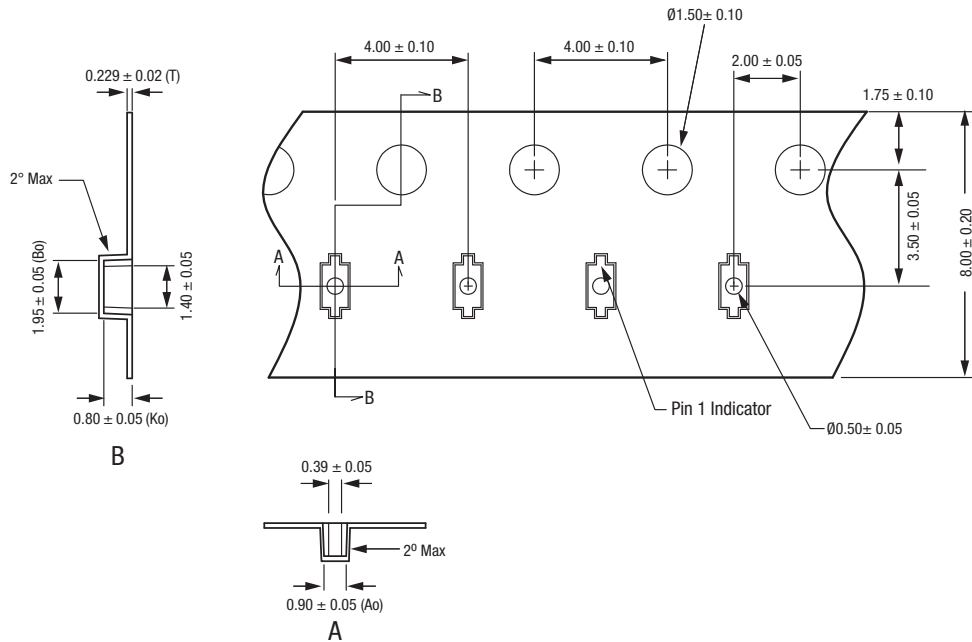 Ø1.50± 0.10
4.00 ± 0.10
4.00 ± 0.10
2.00 ± 0.05
0.229 ± 0.02 (T)
1.75 ± 0.10
B
2° Max
3.50 ± 0.05
8.00 ± 0.20
A
A
1.95 ± 0.05 (Bo)
1.40 ± 0.05
B
Pin 1 Indicator
0.80 ± 0.05 (Ko)
Ø0.50± 0.05
B
0.39 ± 0.05
2º Max
0.90 ± 0.05 (Ao)
A